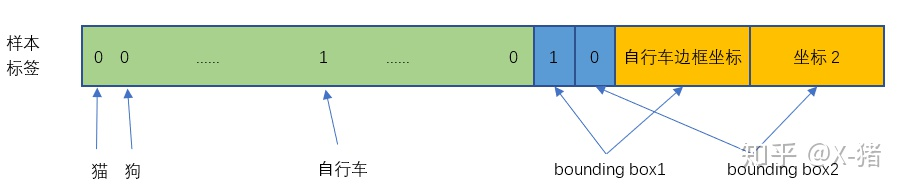 样本
标签
0 0 ...... 1 ...... 0 1 0 自行车边框坐标 坐标 2
猫 狗 自行车 bounding box1 bounding box2
知乎 @X-猪